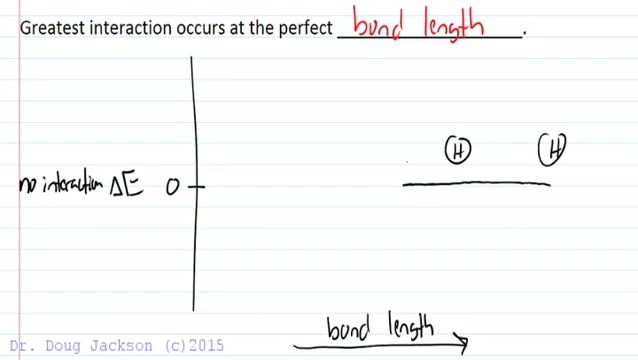 Greatest interaction occurs at the perfect bond length.
H H
no interaction ΔE 0
bond length
Dr. Doug Jackson (c)2015